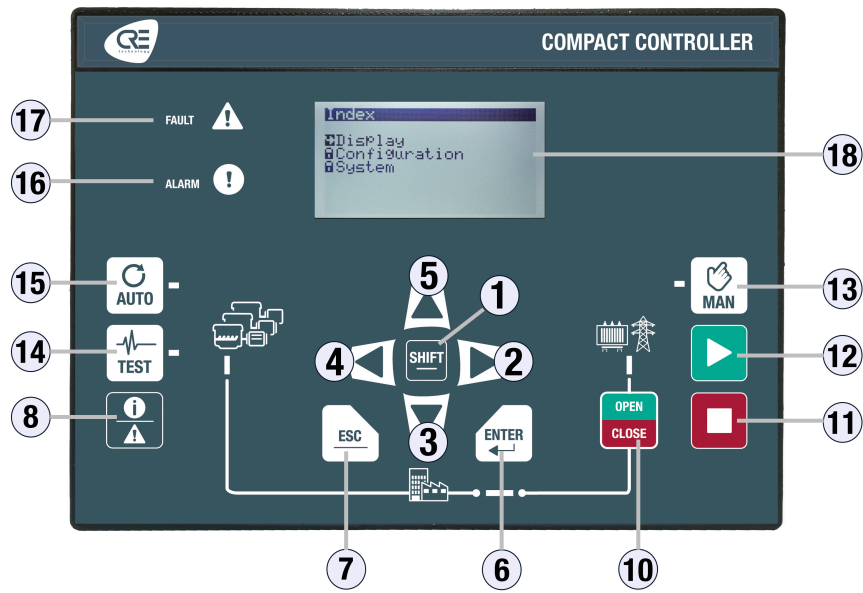 CRE
technology
COMPACT CONTROLLER
17
FAULT
Index
Display
Configuration
System
18
16
ALARM
15
AUTO
5
1
13
MAN
14
TEST
4
SHIFT
2
12
8
ESC
3
ENTER
OPEN
CLOSE
11
7
6
10